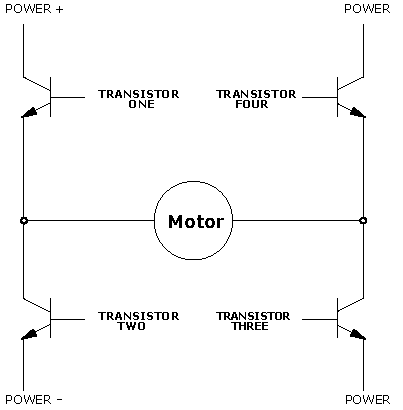 POWER +
POWER
TRANSISTOR
ONE
TRANSISTOR
FOUR
Motor
TRANSISTOR
TWO
TRANSISTOR
THREE
POWER -
POWER